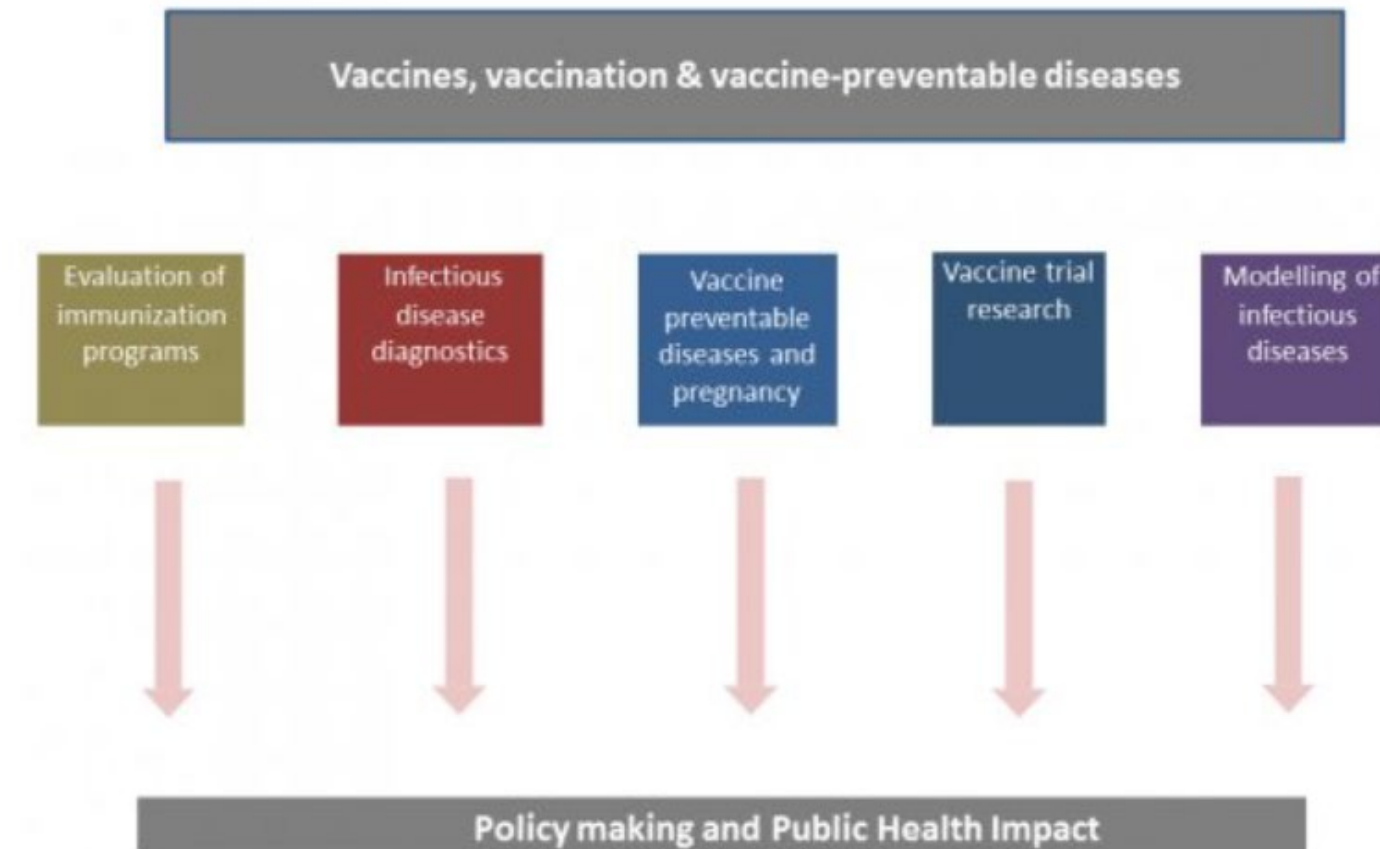 Vaccines, vaccination & vaccine-preventable diseases
Evaluation of
immunization
programs
Infectious
disease
diagnostics
Vaccine
preventable
diseases and
pregnancy
Vaccine trial
research
Modelling of
infectious
diseases
Policy making and Public Health Impact